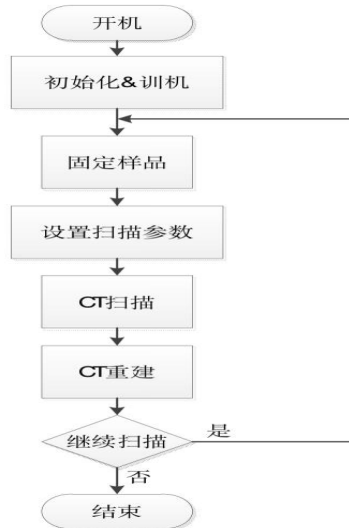 开机
初始化&训机
固定样品
设置扫描参数
CT扫描
CT重建
继续扫描
是
否
结束